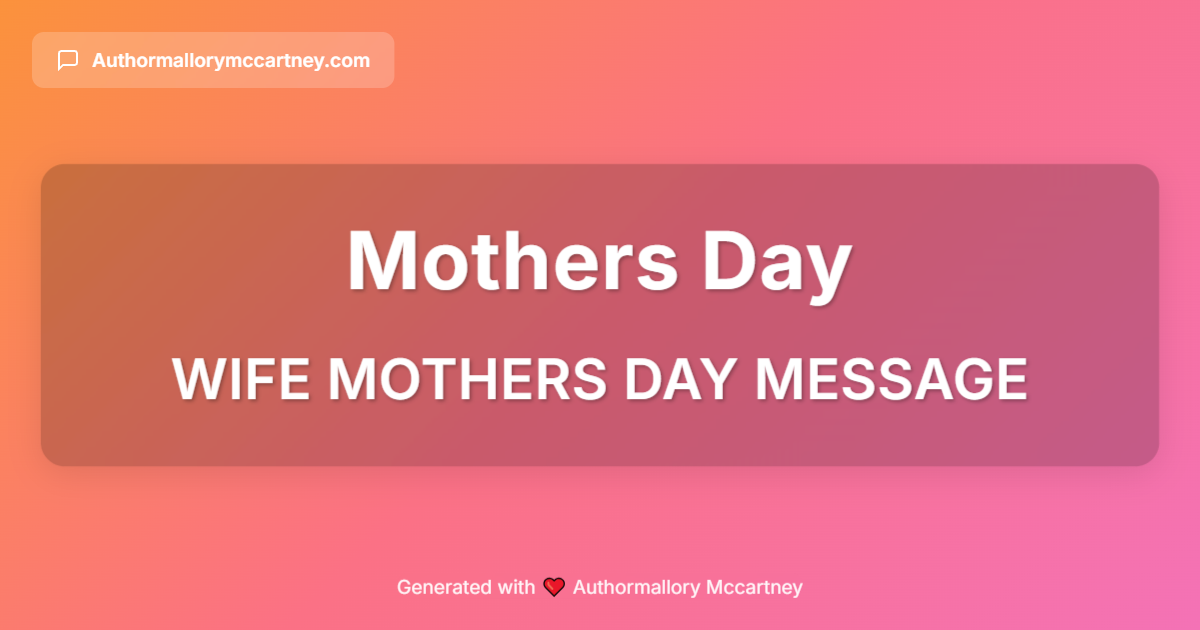 Authormallorymccartney.com
Mothers Day
WIFE MOTHERS DAY MESSAGE
Generated with ❤️ Authormallory Mccartney